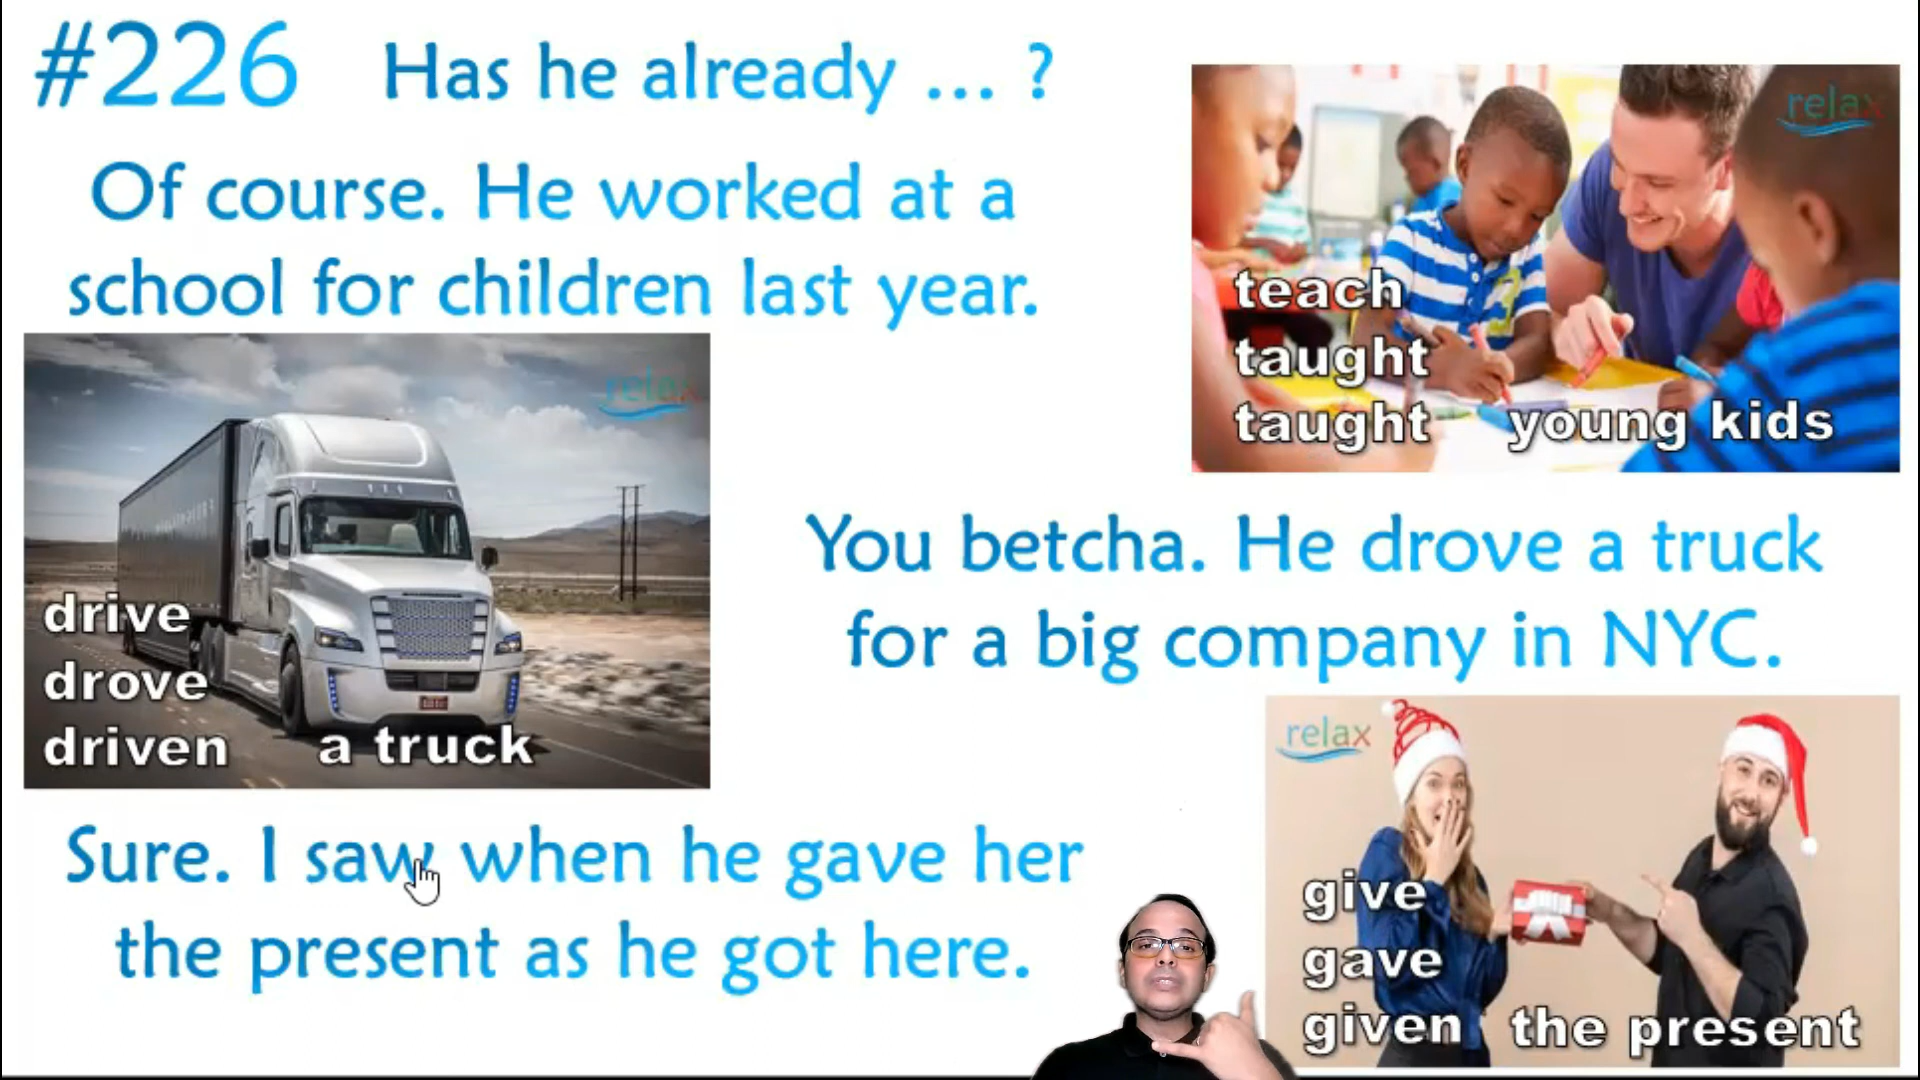 #226 Has he already ... ?
Of course. He worked at a
school for children last year.
relax
teach
taught
taught young kids
relax
drive
drove
driven a truck
You betcha. He drove a truck
for a big company in NYC.
Sure. I saw when he gave her
the present as he got here.
relax
give
gave
given the present